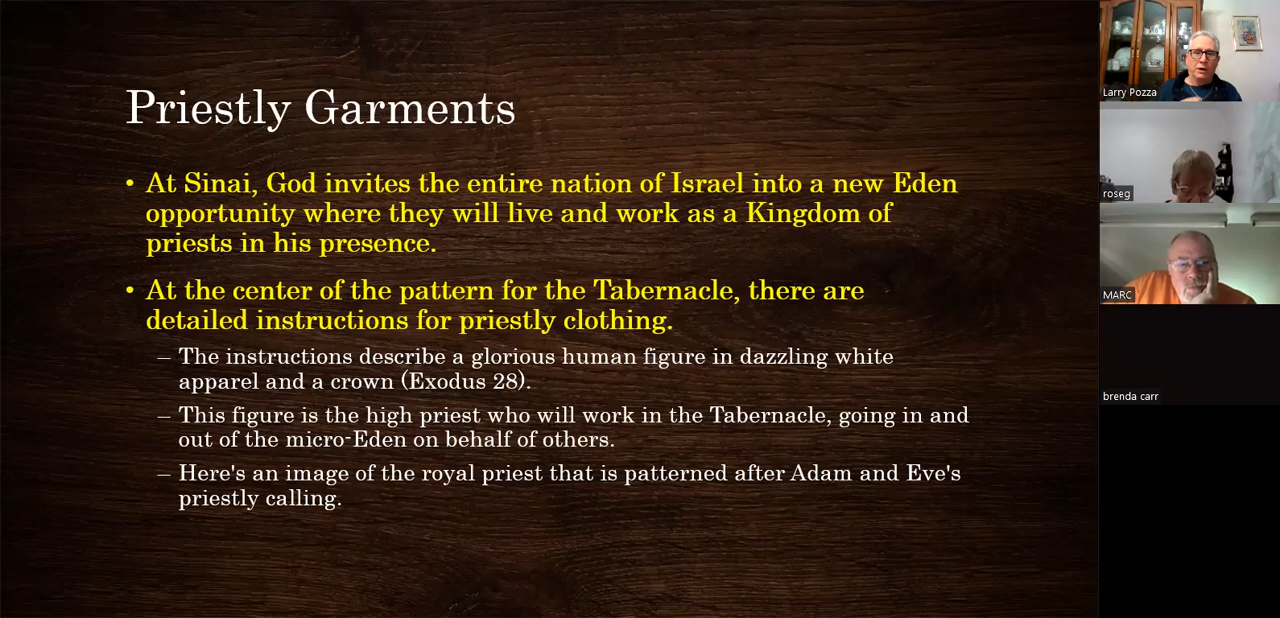 Priestly Garments
• At Sinai, God invites the entire nation of Israel into a new Eden
opportunity where they will live and work as a Kingdom of
priests in his presence.
• At the center of the pattern for the Tabernacle, there are
detailed instructions for priestly clothing.
– The instructions describe a glorious human figure in dazzling white
apparel and a crown (Exodus 28).
– This figure is the high priest who will work in the Tabernacle, going in and
out of the micro-Eden on behalf of others.
– Here's an image of the royal priest that is patterned after Adam and Eve's
priestly calling.
Larry Pozza
roseg
MARC
brenda carr